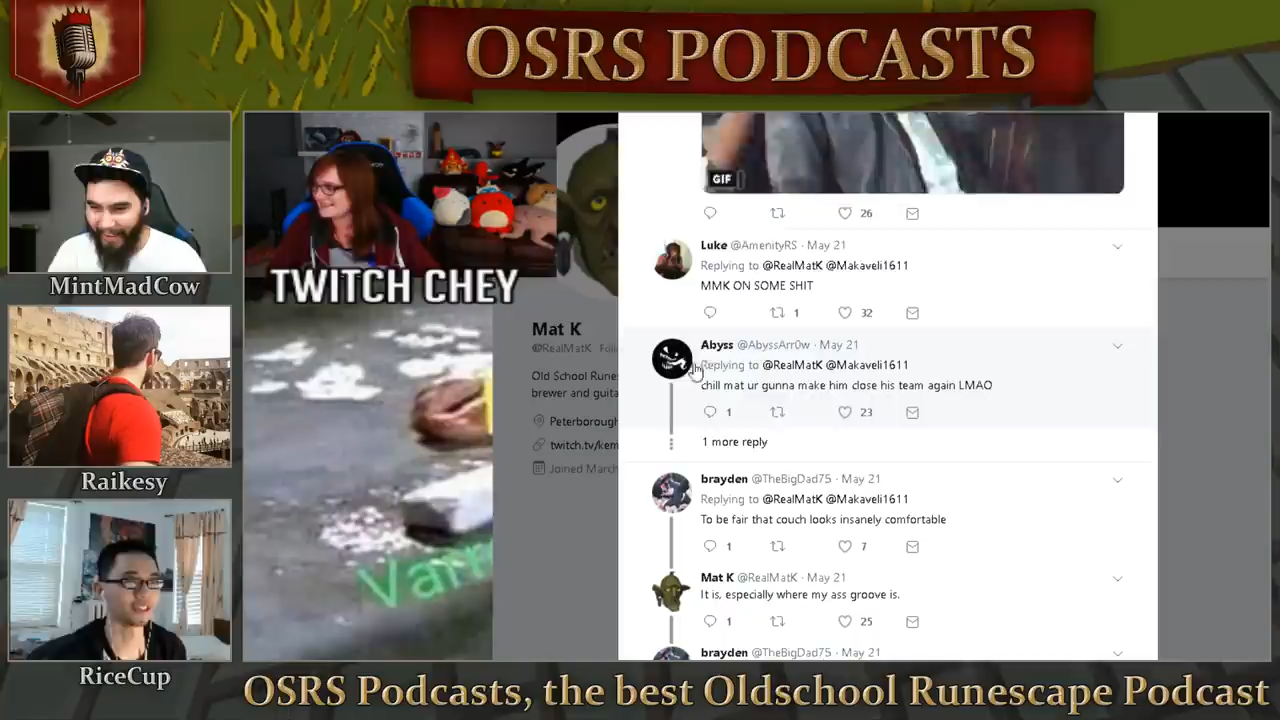 OSRS PODCASTS
MintMadCow
Raikesy
RiceCup
TWITCH CHEY
Mat K
@RealMatK
Old School Runes
brewer and guita
Peterborough
twitch.tv/kem
Joined March
GIF
26
Luke @AmenityRS · May 21
Replying to @RealMatK @Makaveli1611
MMK ON SOME SHIT
1 32
Abyss @AbyssArr0w · May 21
Replying to @RealMatK @Makaveli1611
chill mat ur gunna make him close his team again LMAO
1 23
1 more reply
brayden @TheBigDad75 · May 21
Replying to @RealMatK @Makaveli1611
To be fair that couch looks insanely comfortable
1 7
Mat K @RealMatK · May 21
It is, especially where my ass groove is.
1 25
brayden @TheBigDad75 · May 21
OSRS Podcasts, the best Oldschool Runescape Podcast